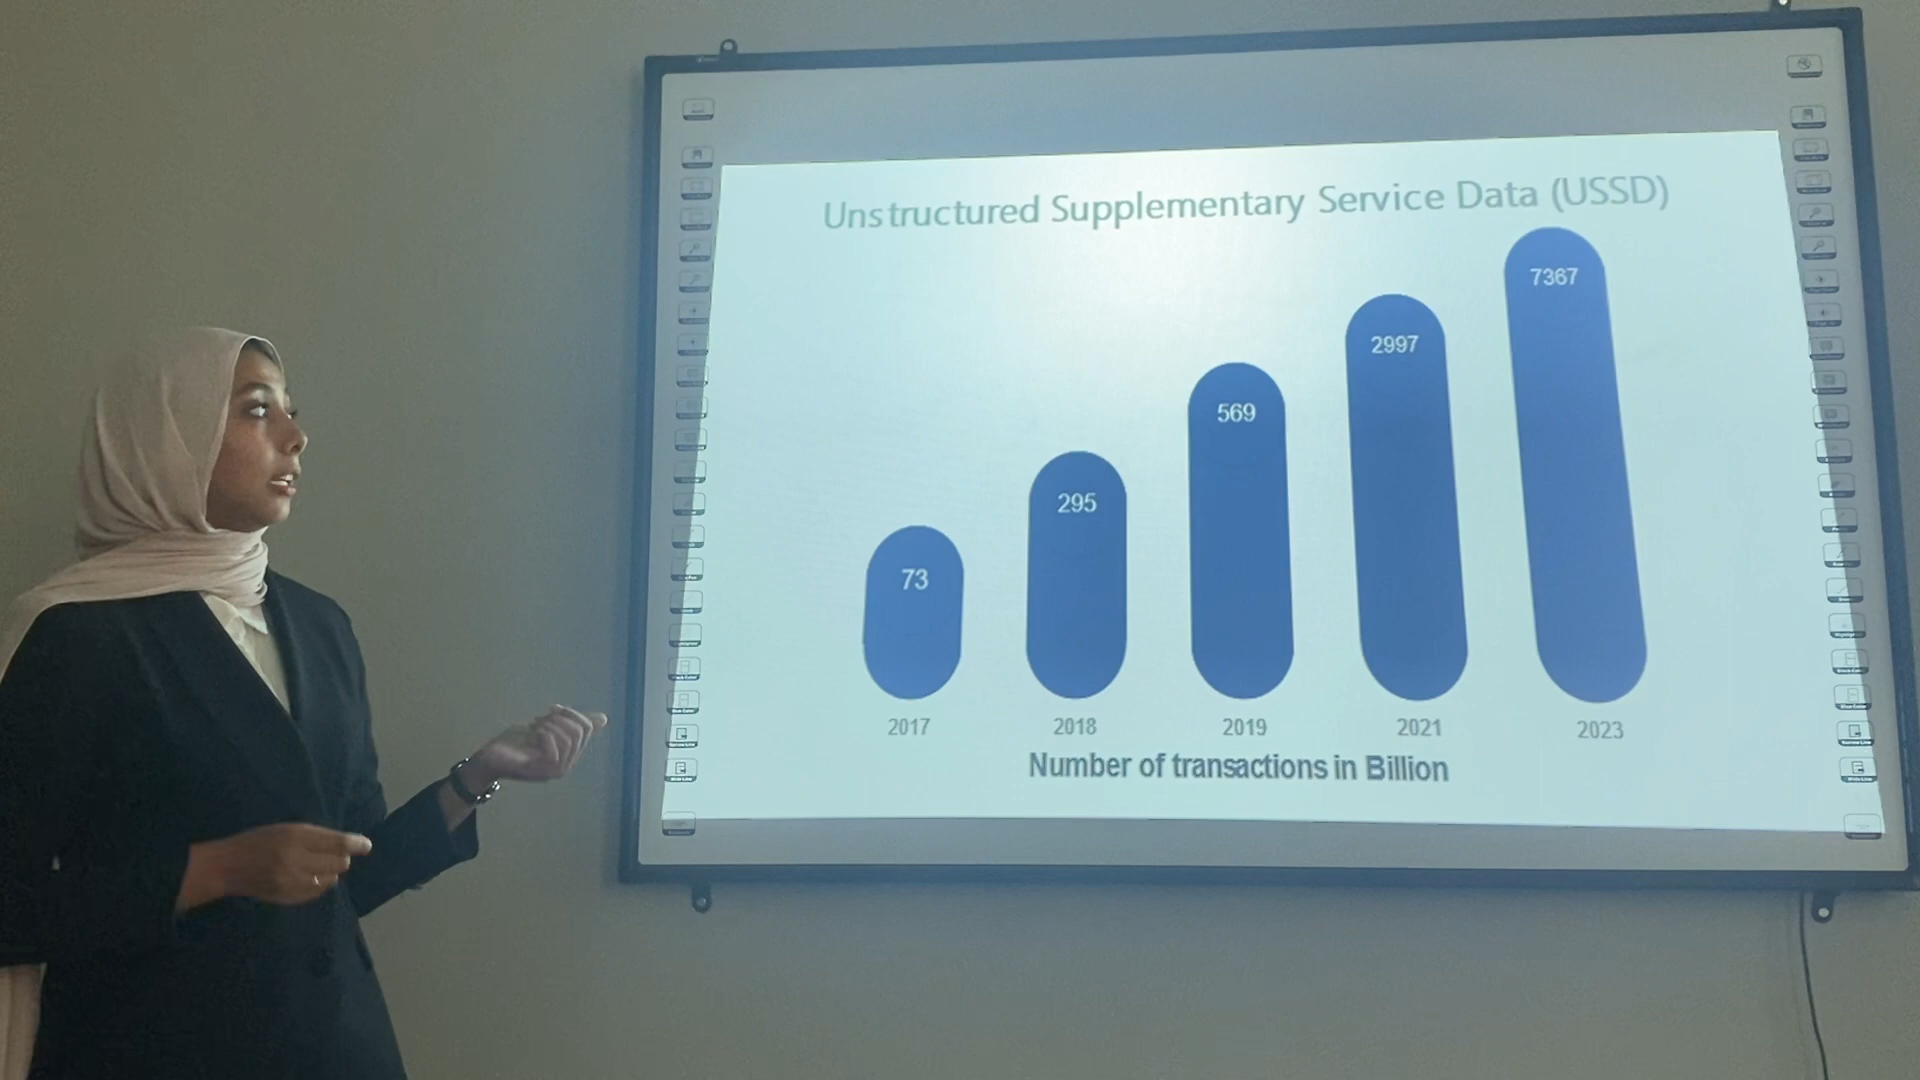 Unstructured Supplementary Service Data (USSD)
7367
2997
569
295
73
2017 2018 2019 2021 2023
Number of transactions in Billion